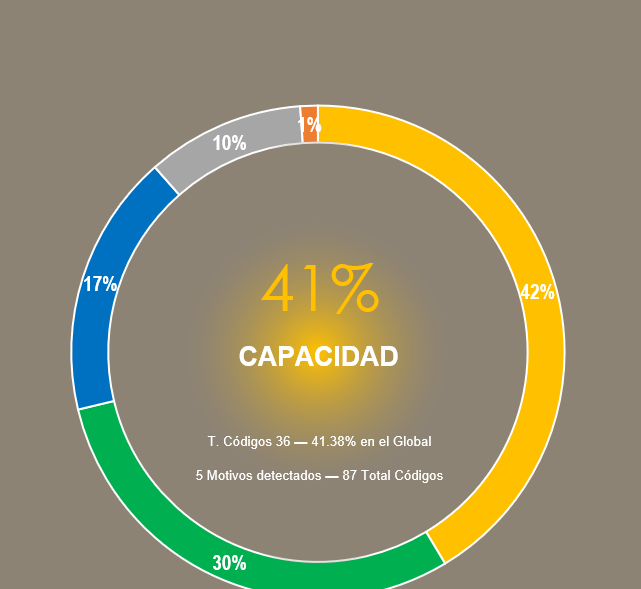 1%
10%
17%
42%
41%
CAPACIDAD
T. Códigos 36 — 41.38% en el Global
5 Motivos detectados — 87 Total Códigos
30%